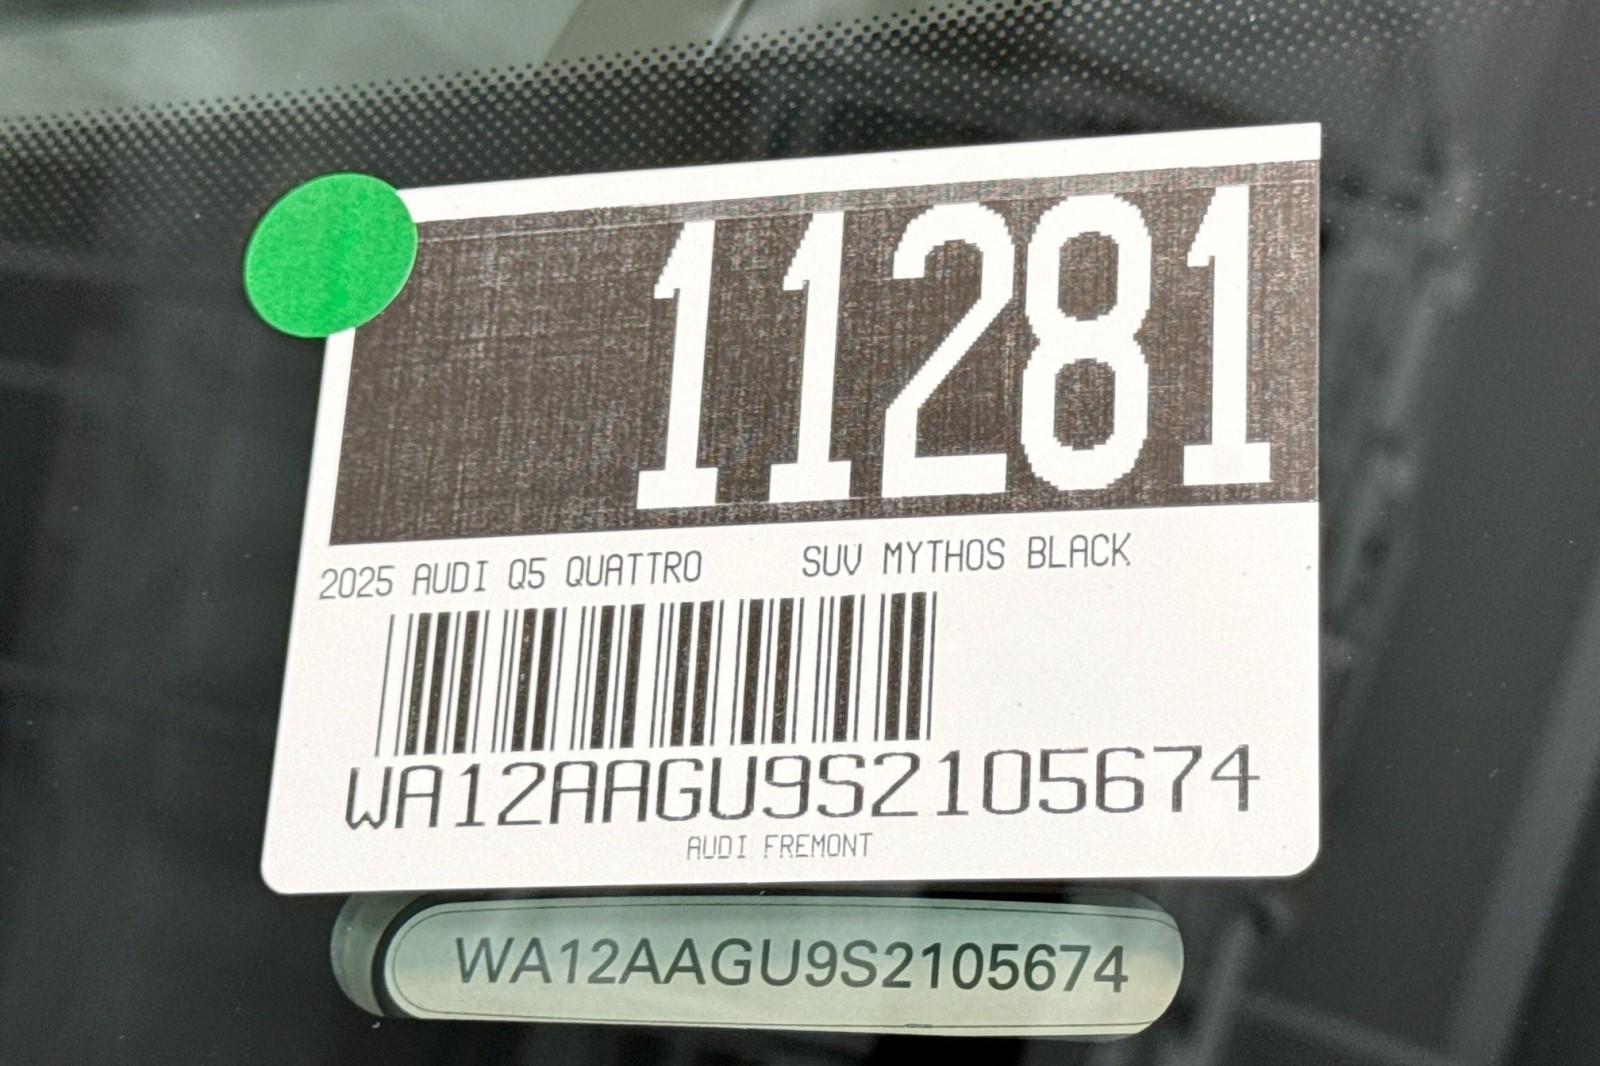 11281
2025 AUDI Q5 QUATTRO SUV MYTHOS BLACK
WA12AAGU9S2105674
AUDI FREMONT
WA12AAGU9S2105674